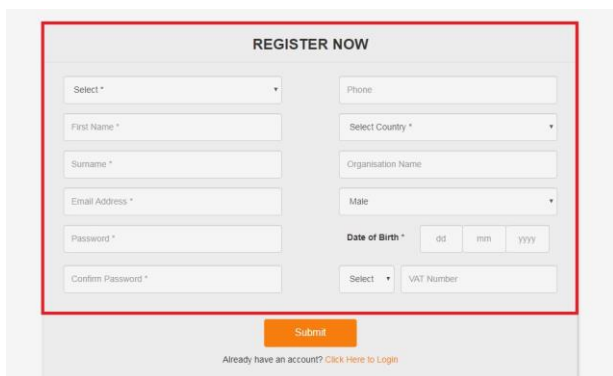 REGISTER NOW
Select *
Phone
First Name *
Select Country *
Surname *
Organisation Name
Email Address *
Male
Password *
Date of Birth * dd mm yyyy
Confirm Password *
Select VAT Number
Submit
Already have an account? Click Here to Login